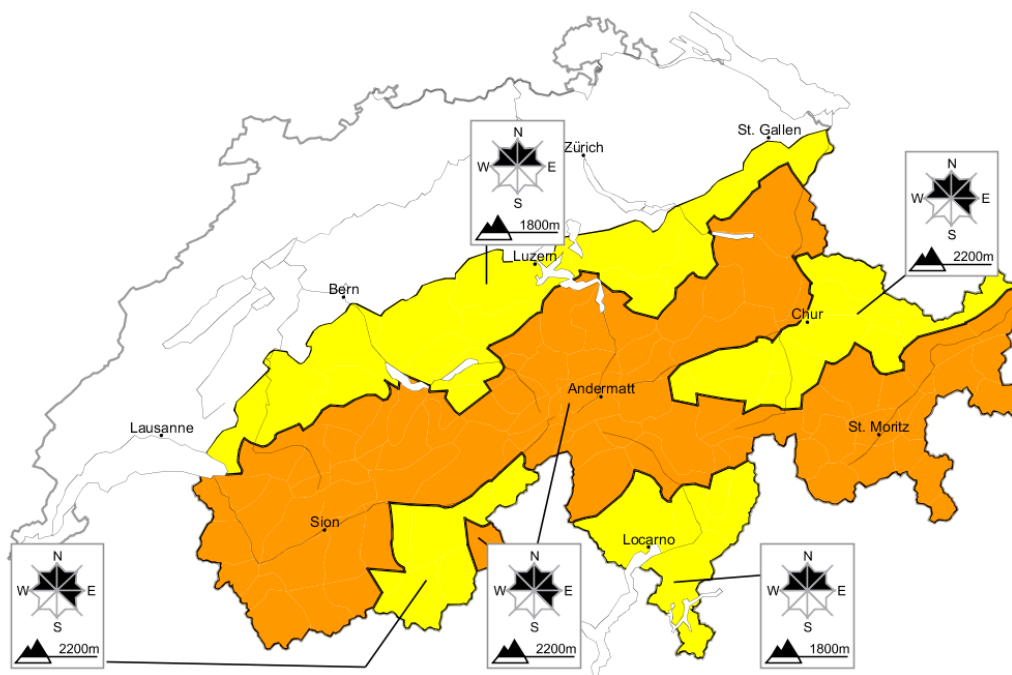 N
W E
S
1800m
St. Gallen
Zürich
N
W E
S
2200m
Luzern
Bern
Chur
Andermatt
Lausanne
St. Moritz
Sion
Locarno
N
W E
S
2200m
N
W E
S
2200m
N
W E
S
1800m